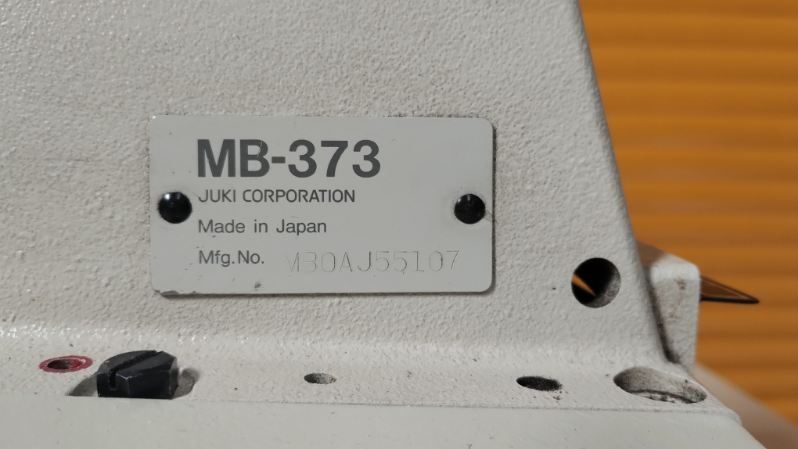 MB-373
JUKI CORPORATION
Made in Japan
Mfg.No. MB0AJ55107